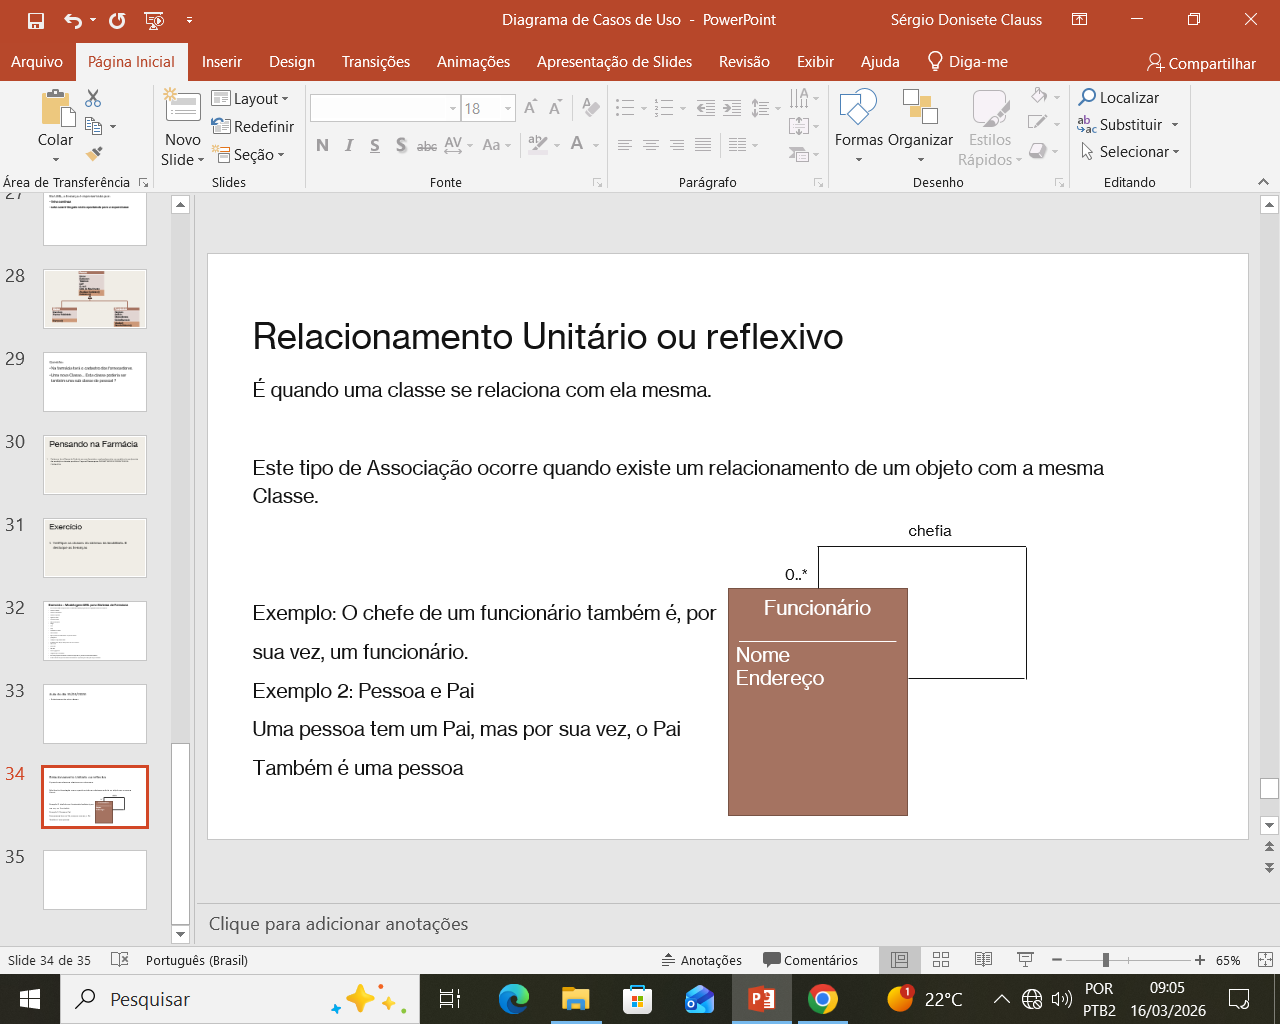 Diagrama de Casos de Uso - PowerPoint
Sérgio Donisete Clauss
Arquivo
Página Inicial
Inserir
Design
Transições
Animações
Apresentação de Slides
Revisão
Exibir
Ajuda
Diga-me
Compartilhar
Colar
Novo Slide
Layout
Redefinir
Seção
18
N I S S abc AV Aa A
Formas
Organizar
Estilos Rápidos
Localizar
Substituir
Selecionar
Área de Transferência
Slides
Fonte
Parágrafo
Desenho
Editando
27
28
29
30
Pensando na Farmácia
31
Exercício
32
33
34
35
Relacionamento Unitário ou reflexivo
É quando uma classe se relaciona com ela mesma.
Este tipo de Associação ocorre quando existe um relacionamento de um objeto com a mesma
Classe.
chefia
0..*
Funcionário
Nome
Endereço
Exemplo: O chefe de um funcionário também é, por
sua vez, um funcionário.
Exemplo 2: Pessoa e Pai
Uma pessoa tem um Pai, mas por sua vez, o Pai
Também é uma pessoa
Clique para adicionar anotações
Slide 34 de 35
Português (Brasil)
Anotações
Comentários
65%
Pesquisar
1
22°C
POR
PTB2
09:05
16/03/2026